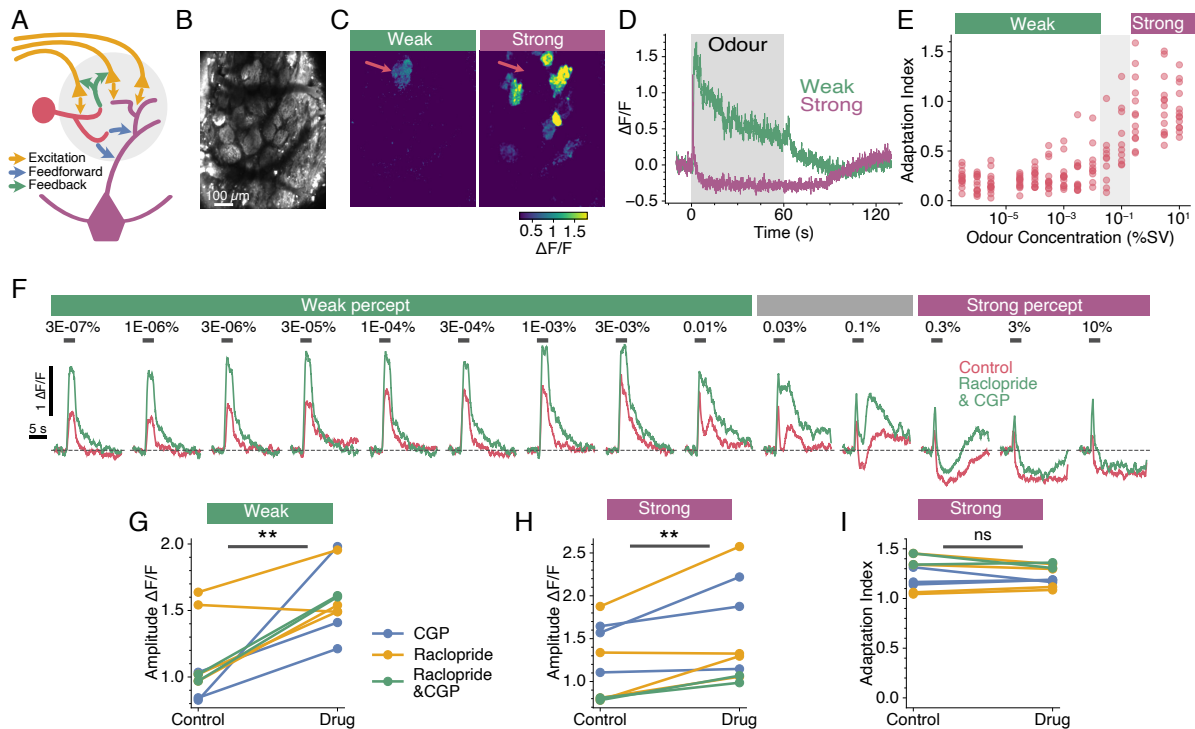 A
Excitation
Feedforward
Feedback
B
100 µm
C
Weak
Strong
0.5 1 1.5
ΔF/F
D
Odour
Weak
Strong
ΔF/F
1.5
1.0
0.5
0.0
−0.5
0 60 120
Time (s)
E
Weak
Strong
Adaptation Index
1.5
1.0
0.5
0.0
10⁻⁵ 10⁻³ 10⁻¹ 10¹
Odour Concentration (%SV)
F
Weak percept
Strong percept
3E-07% 1E-06% 3E-06% 3E-05% 1E-04% 3E-04% 1E-03% 3E-03% 0.01% 0.03% 0.1% 0.3% 3% 10%
1 ΔF/F
5 s
Control
Raclopride
& CGP
G
Weak
**
Amplitude ΔF/F
2.0
1.5
1.0
Control Drug
CGP
Raclopride
Raclopride
&CGP
H
Strong
**
Amplitude ΔF/F
2.5
2.0
1.5
1.0
Control Drug
I
Strong
ns
Adaptation Index
1.5
1.0
0.5
0.0
Control Drug